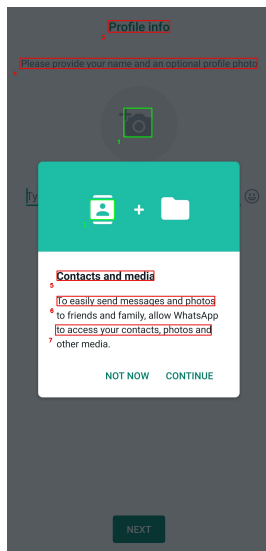 Profile info
Please provide your name and an optional profile photo
Ty
Contacts and media
To easily send messages and photos
to friends and family, allow WhatsApp
to access your contacts, photos and
other media.
NOT NOW CONTINUE
NEXT